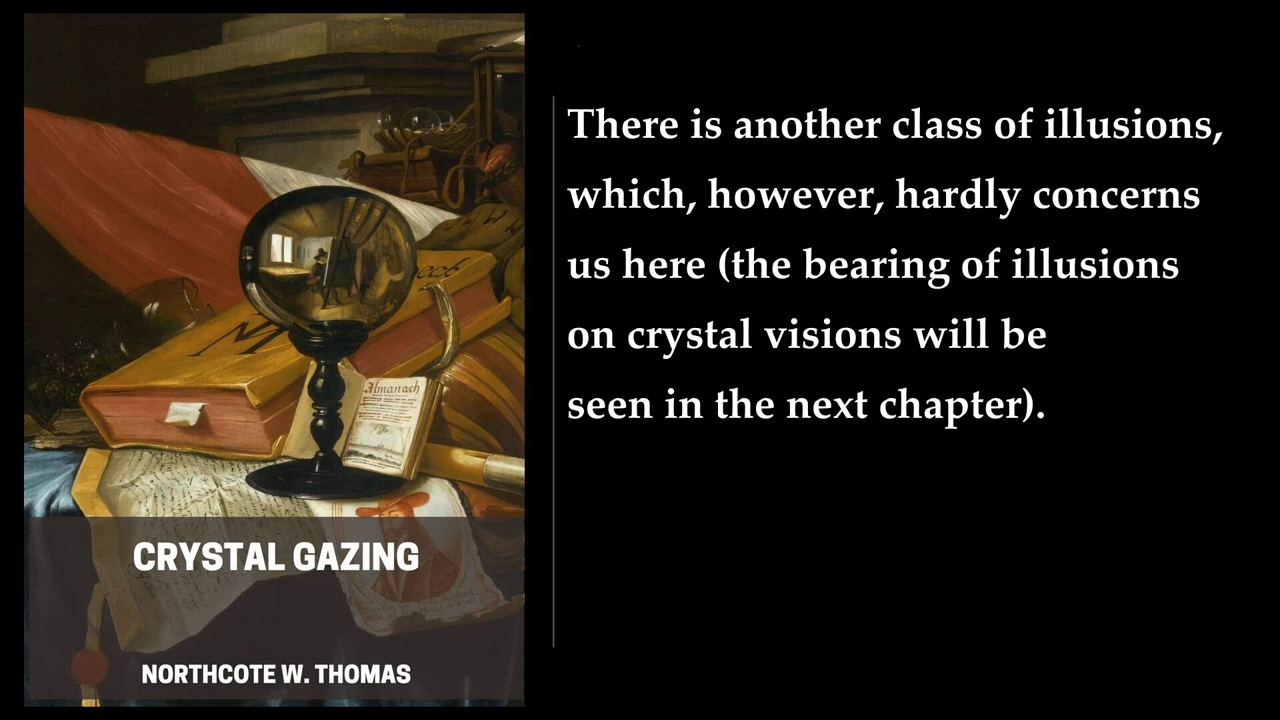 There is another class of illusions,
which, however, hardly concerns
us here (the bearing of illusions
on crystal visions will be
seen in the next chapter).
M
Almanach
CRYSTAL GAZING
NORTHCOTE W. THOMAS